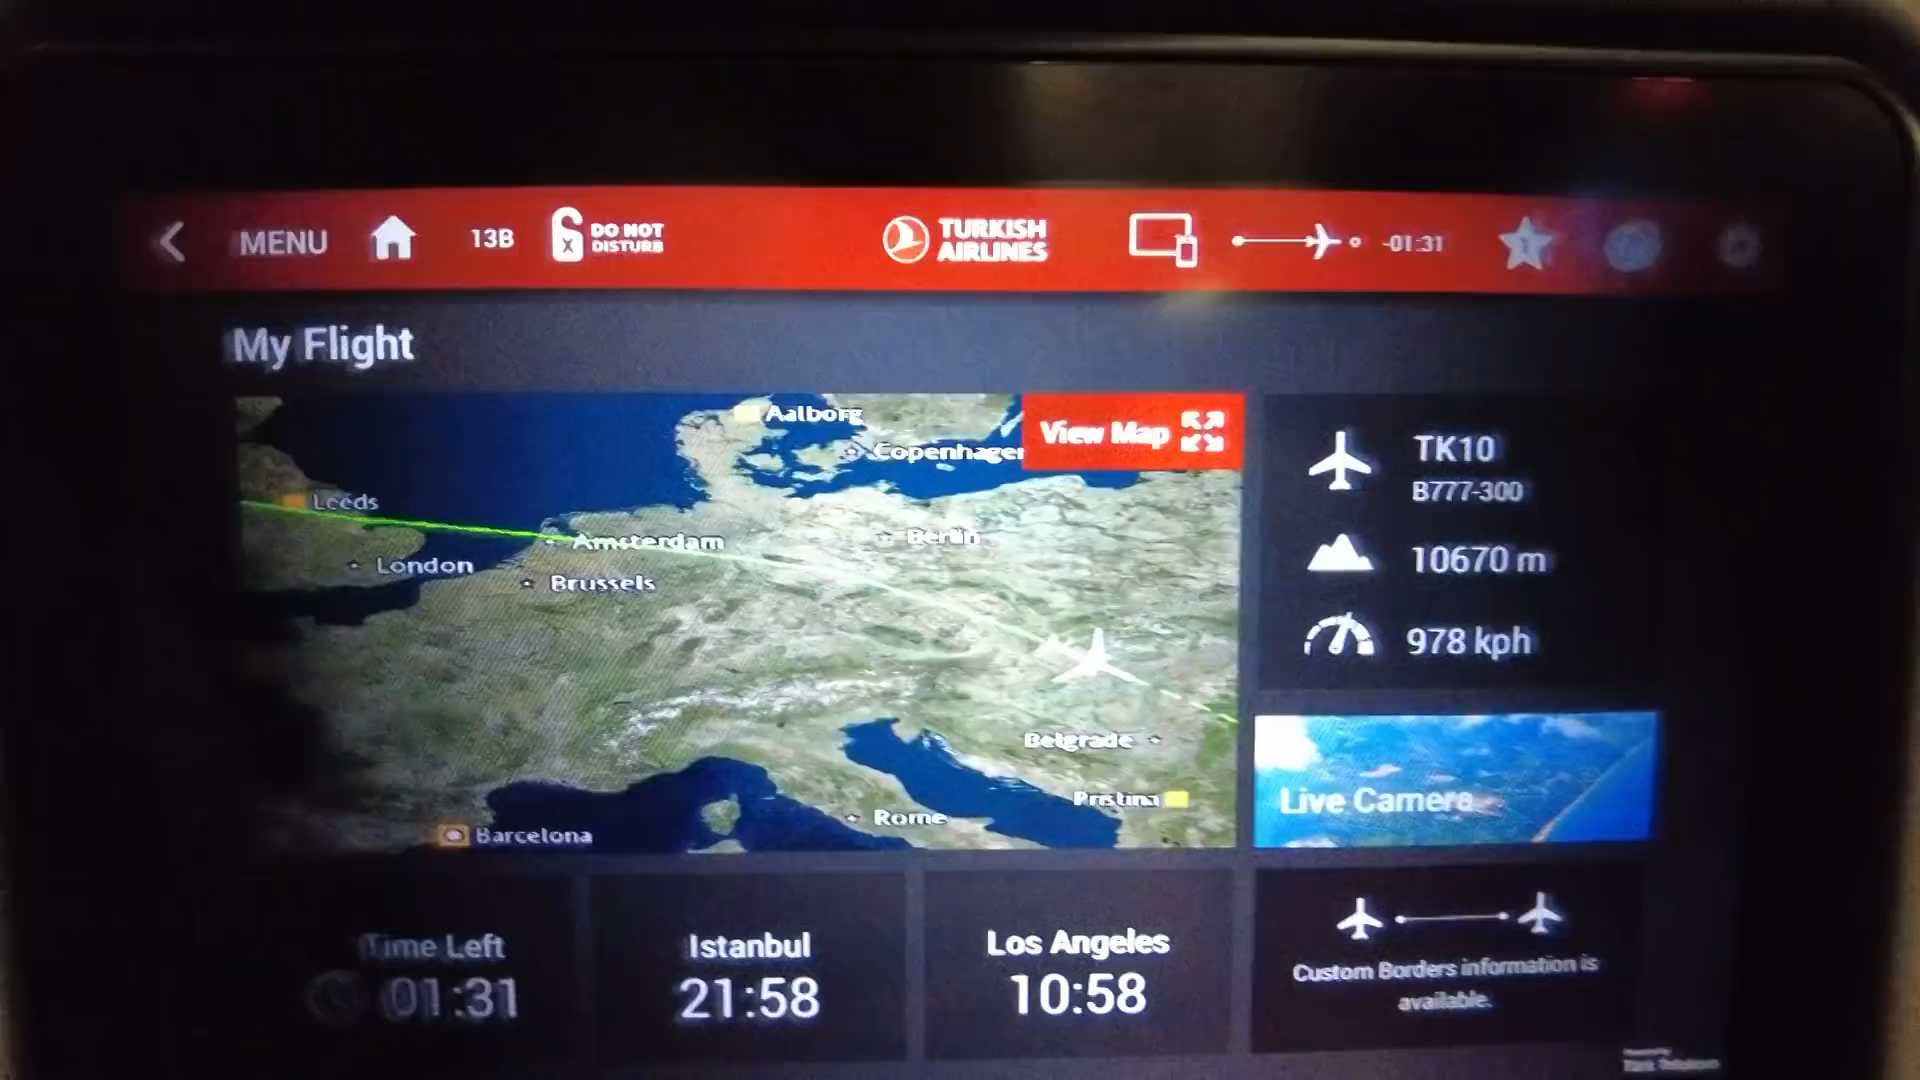 MENU
13B
DO NOT
DISTURB
TURKISH
AIRLINES
-01:31
1
My Flight
Aalborg
Copenhagen
View Map
Leeds
Amsterdam
Berlin
London
Brussels
Belgrade
Pristina
Rome
Barcelona
TK10
B777-300
10670 m
978 kph
Live Camera
Time Left
01:31
Istanbul
21:58
Los Angeles
10:58
Custom Borders information is
available.